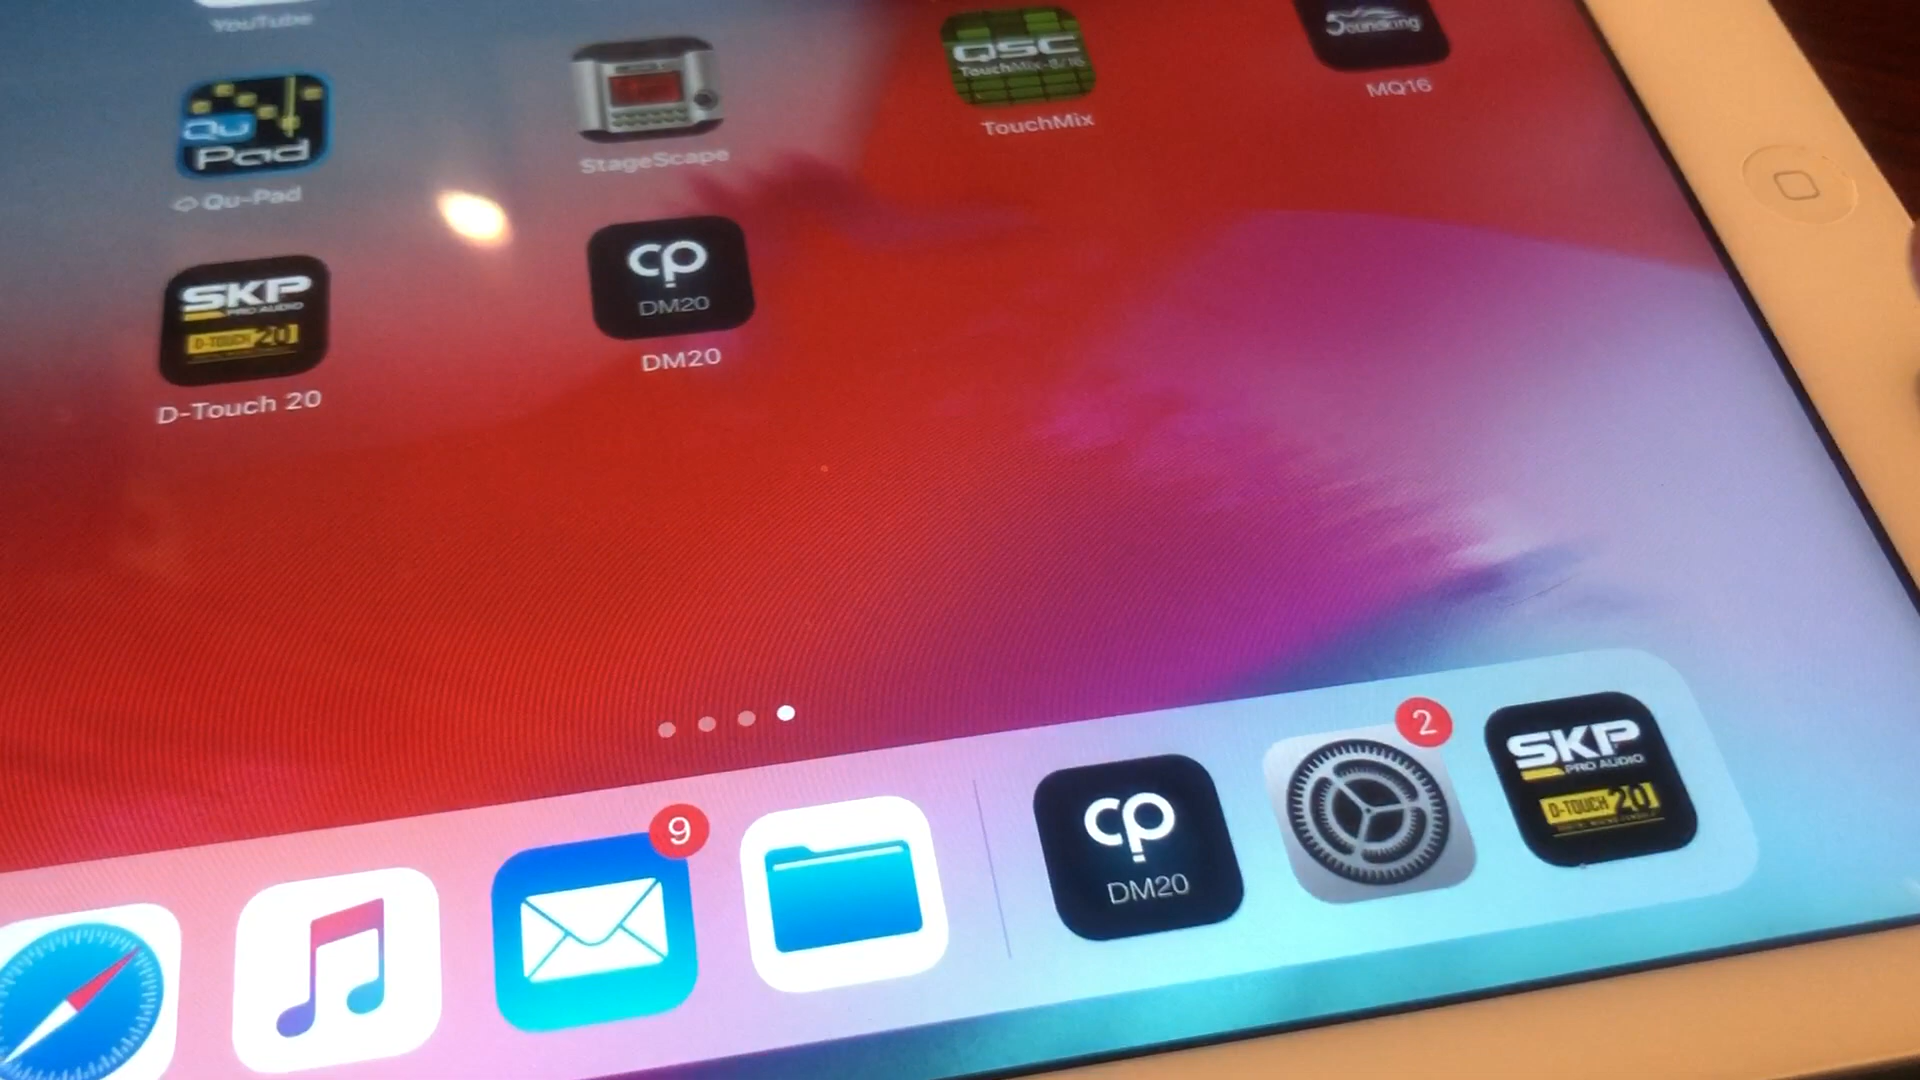 YouTube
Qu
Pad
Qu-Pad
StageScape
QSC
TouchMix-8/16
TouchMix
Soundking
MQ16
SKP
PRO AUDIO
D-TOUCH 20
D-Touch 20
cp
DM20
DM20
9
cp
DM20
2
SKP
PRO AUDIO
D-TOUCH 20